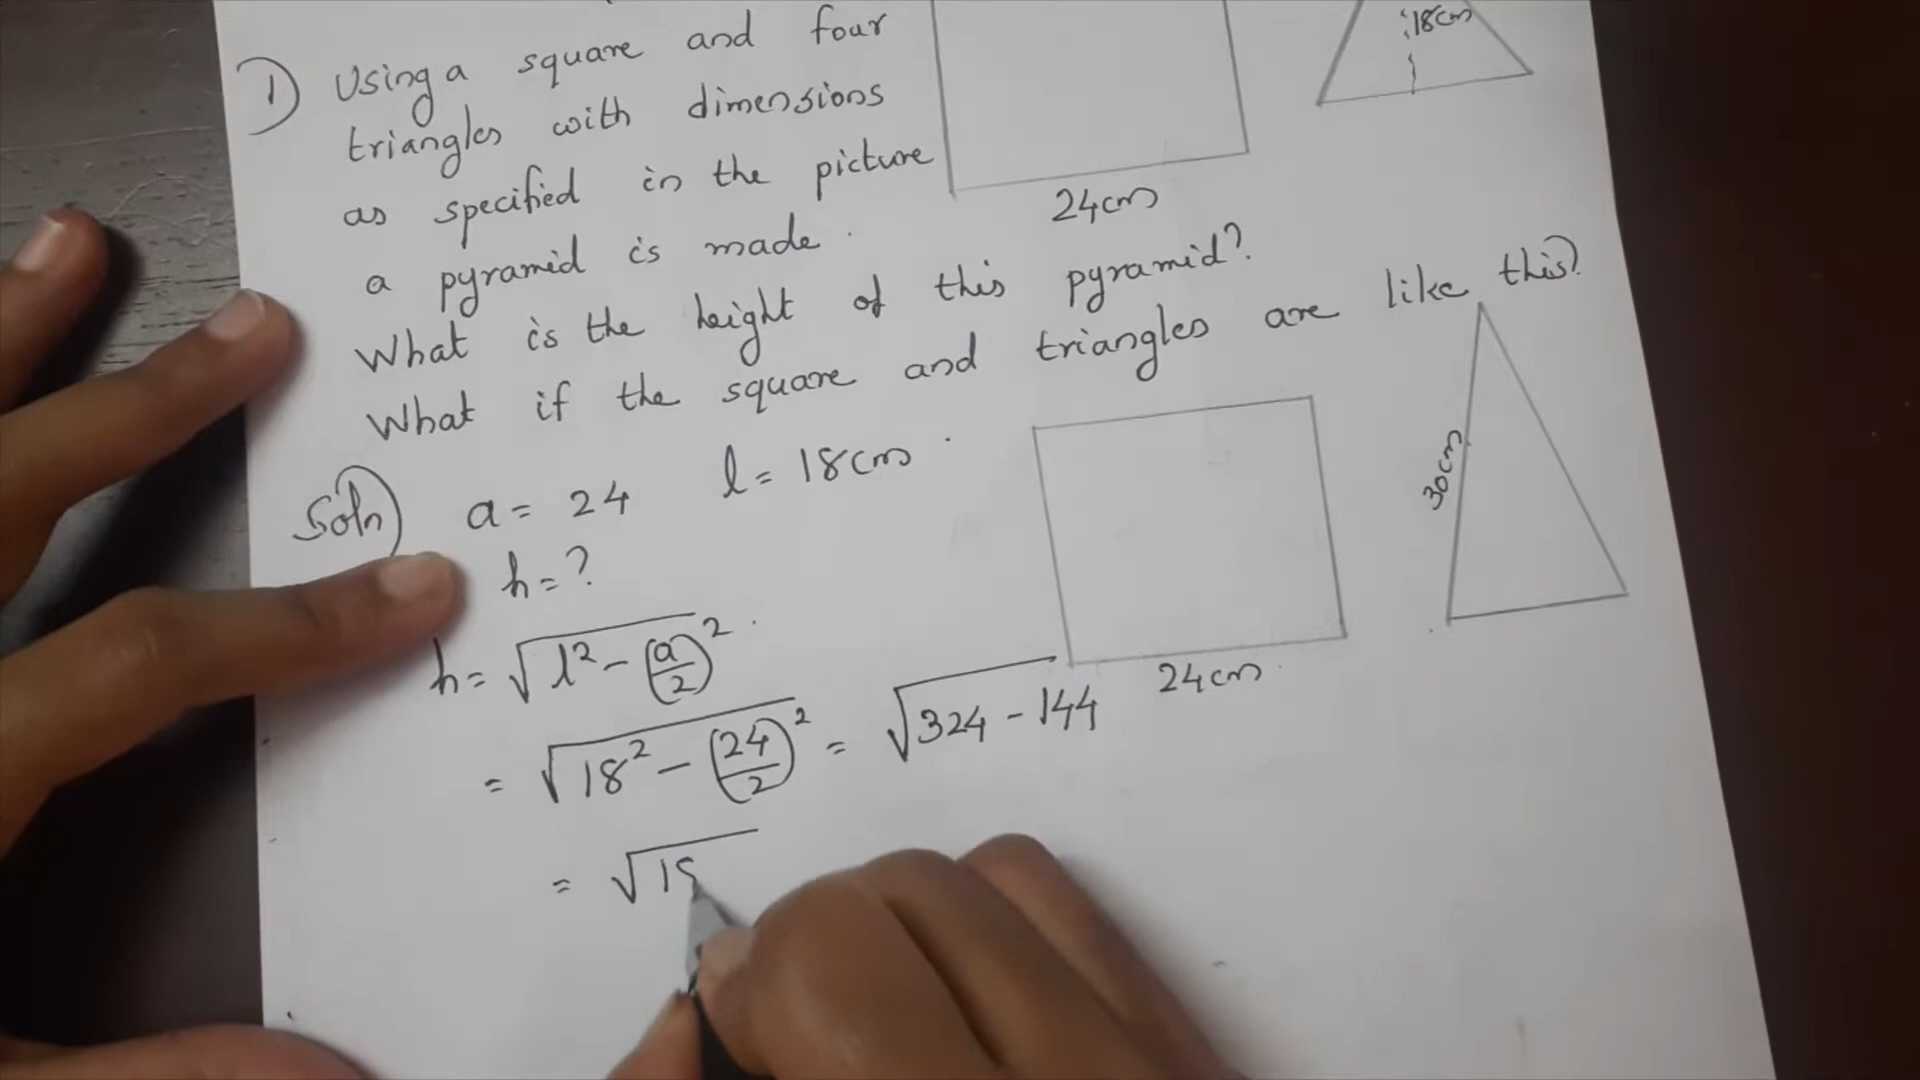 1) Using a square and four
triangles with dimensions
as specified in the picture
a pyramid is made.
What is the height of this pyramid?
What if the square and triangles are like this?
18cm
24cm
30cm
24cm
Soln) a = 24 l = 18cm
h = ?
h = √(l² - (a/2)²)
= √(18² - (24/2)²) = √(324 - 144)
= √18